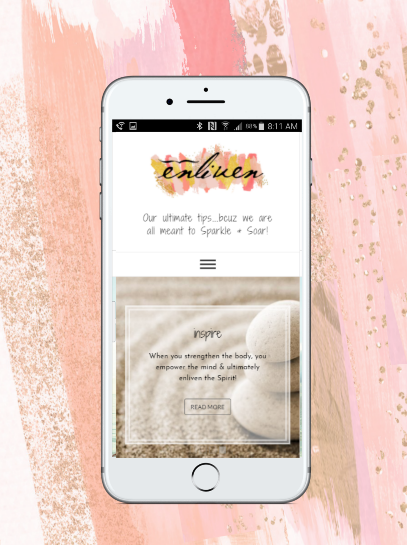 88% 8:11 AM
enliven
Our ultimate tips...bcuz we are
all meant to Sparkle & Soar!
inspire
When you strengthen the body, you
empower the mind & ultimately
enliven the Spirit!
READ MORE